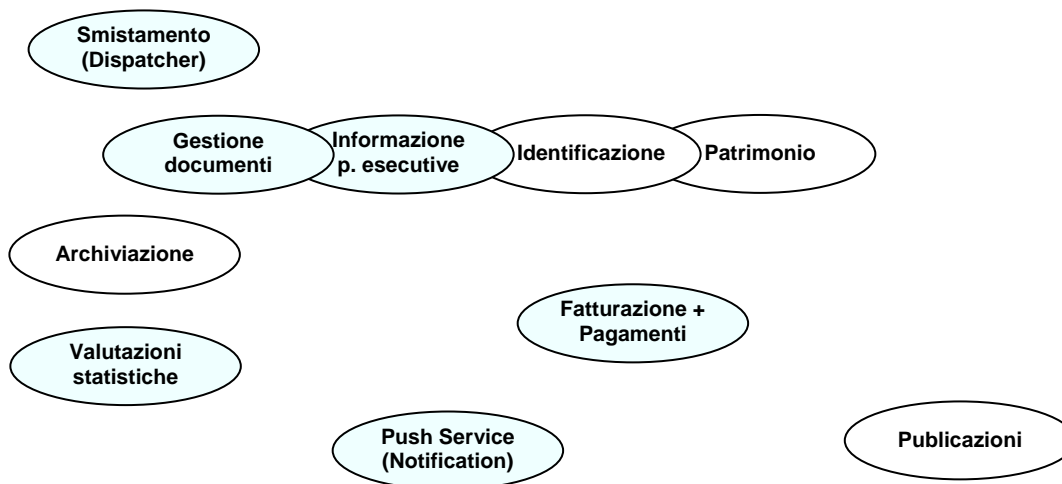 Smistamento
(Dispatcher)
Gestione
documenti
Informazione
p. esecutive
Identificazione
Patrimonio
Archiviazione
Fatturazione +
Pagamenti
Valutazioni
statistiche
Push Service
(Notification)
Publicazioni